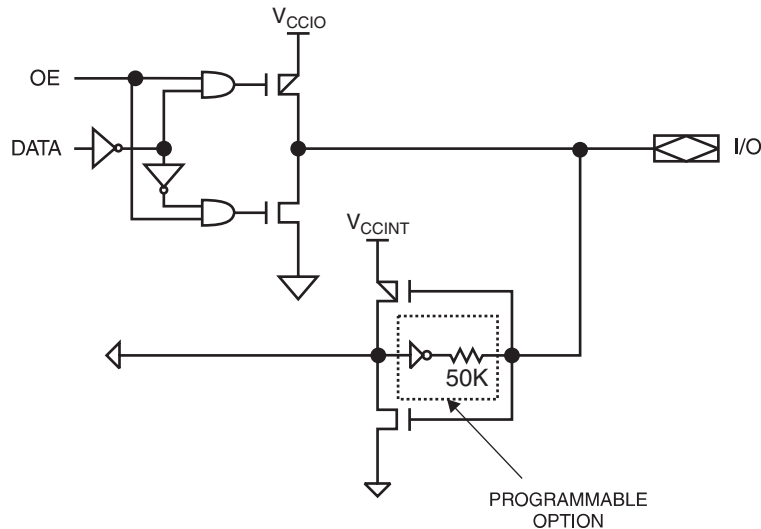 VCCIO
OE
DATA
I/O
VCCINT
50K
PROGRAMMABLE
OPTION